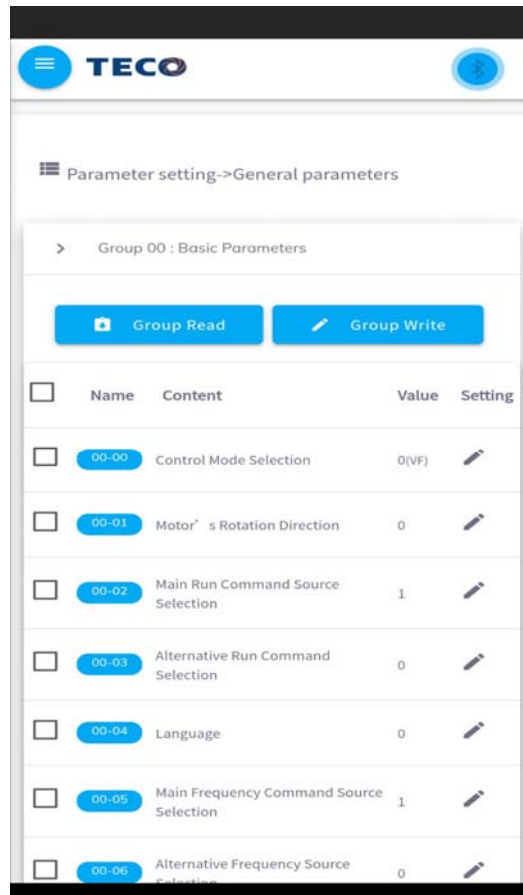 TECO
Parameter setting->General parameters
Group 00 : Basic Parameters
Group Read Group Write
Name Content Value Setting
00-00 Control Mode Selection 0(VF)
00-01 Motor's Rotation Direction 0
00-02 Main Run Command Source
Selection 1
00-03 Alternative Run Command
Selection 0
00-04 Language 0
00-05 Main Frequency Command Source
Selection 1
00-06 Alternative Frequency Source
Selection 0